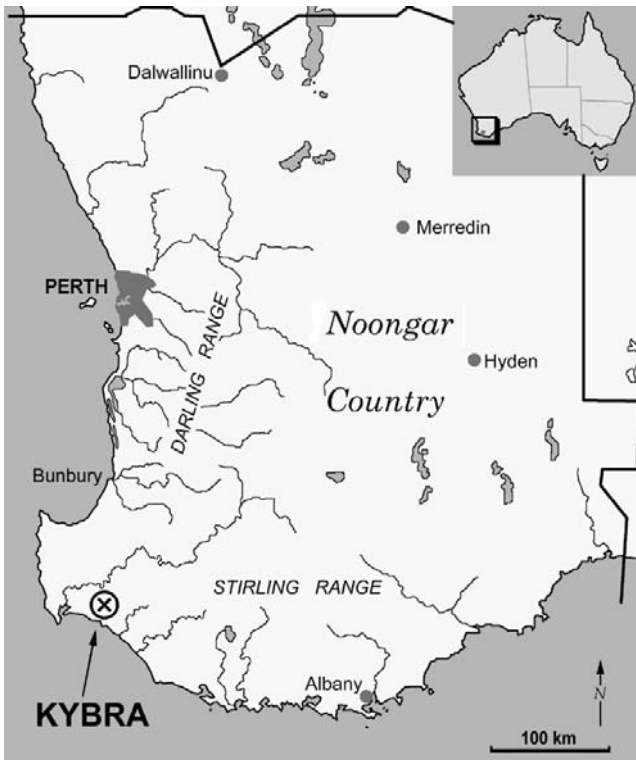 Dalwallinu
Merredin
PERTH
DARLING RANGE
Noongar
Country
Hyden
Bunbury
STIRLING RANGE
KYBRA
Albany
N
100 km